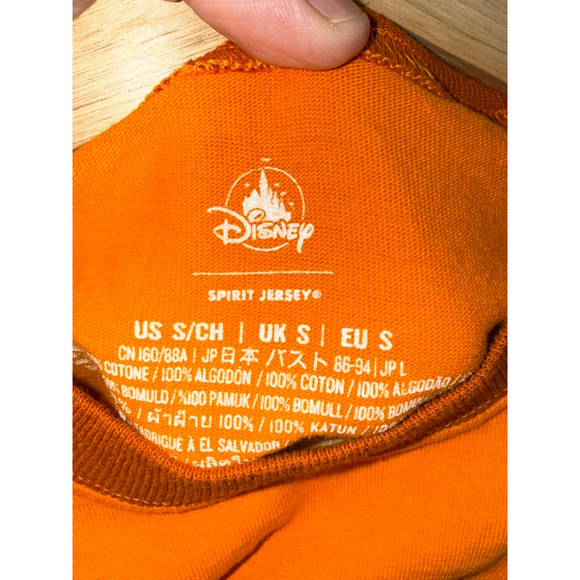 Disney
SPIRIT JERSEY®
US S/CH | UK S | EU S
CN 160/88A | JP 日本 バスト 86-94 | JP L
COTONE / 100% ALGODÓN / 100% COTON / 100% ALGODÃO /
BOMULD / %100 PAMUK / 100% BOMULL / 100% BOMULL
/ ผ้าฝ้าย 100% / 100% KATUN /
FABRIQUÉ À EL SALVADOR